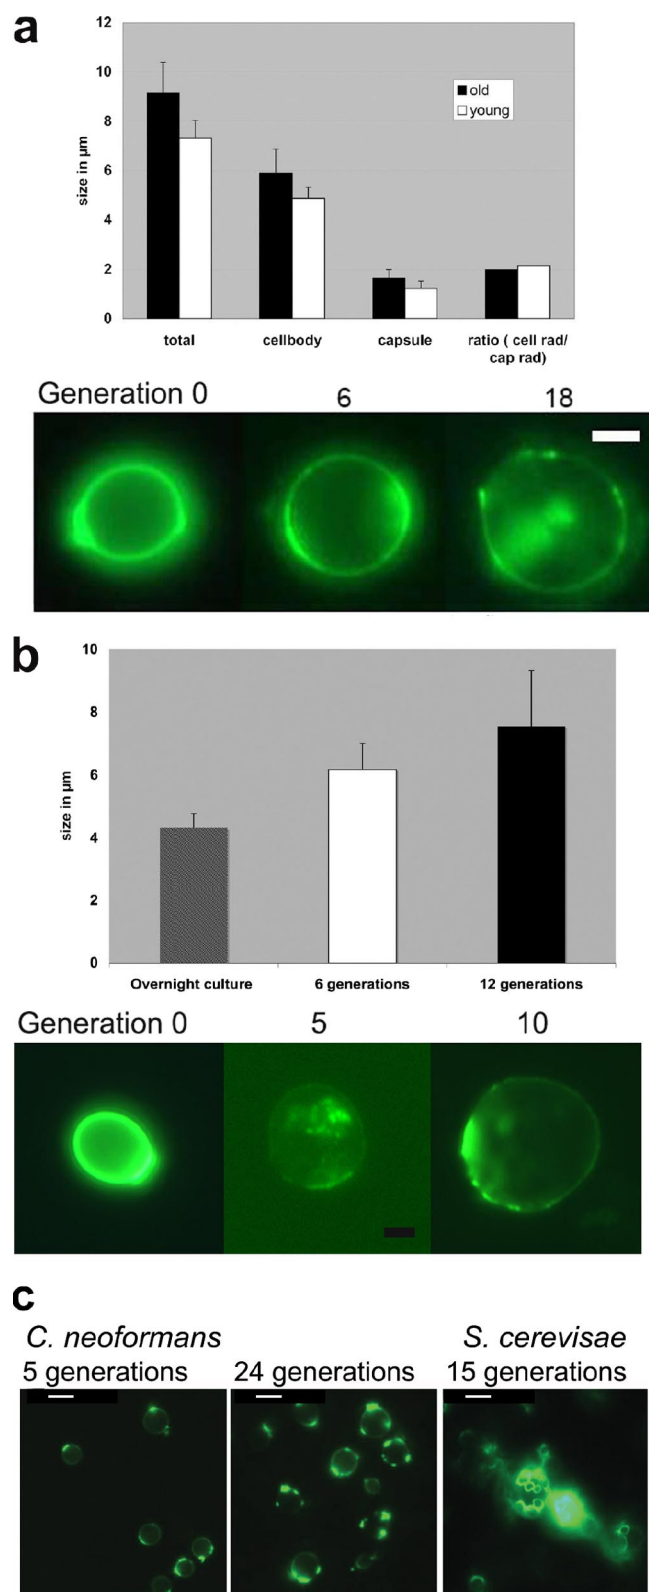 a
12
10
8
6
4
2
0
size in µm
old
young
total cellbody capsule ratio ( cell rad/
cap rad)
Generation 0 6 18
b
10
8
6
4
2
0
size in µm
Overnight culture 6 generations 12 generations
Generation 0 5 10
c
C. neoformans S. cerevisae
5 generations 24 generations 15 generations